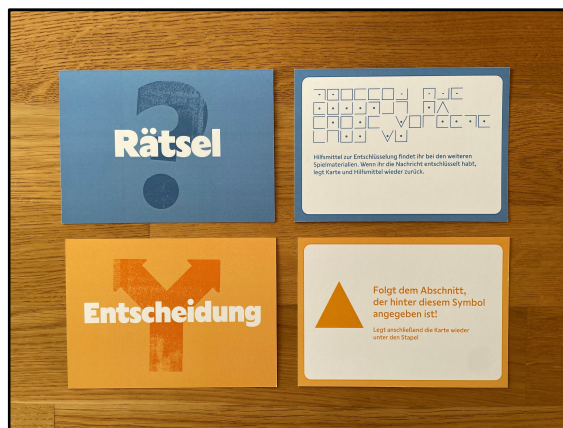 Rätsel
Hilfsmittel zur Entschlüsselung findet ihr bei den weiteren
Spielmaterialien. Wenn ihr die Nachricht entschlüsselt habt,
legt Karte und Hilfsmittel wieder zurück.
Entscheidung
Folgt dem Abschnitt,
der hinter diesem Symbol
angegeben ist!
Legt anschließend die Karte wieder
unter den Stapel